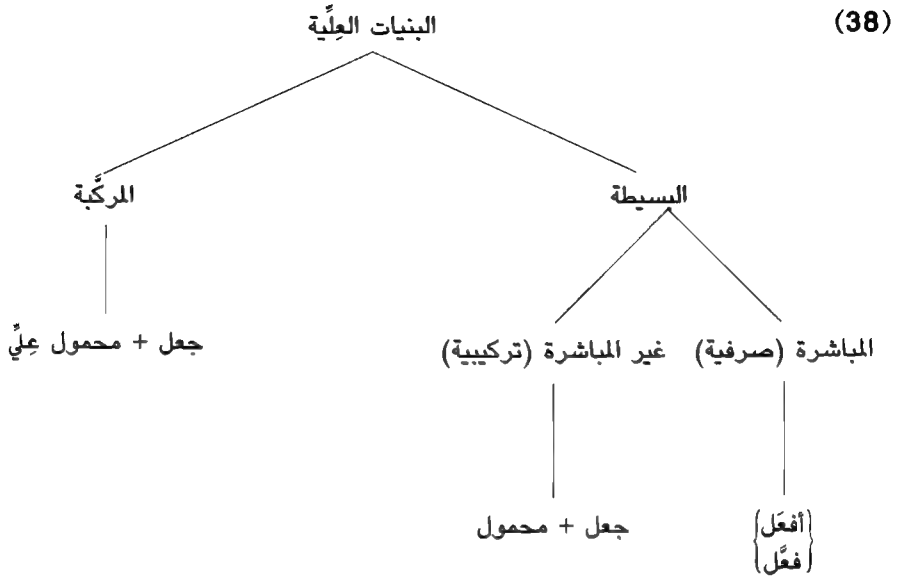 (38)
البنيات العِلِّية
البسيطة
المركَّبة
المباشرة (صرفية)
غير المباشرة (تركيبية)
جعل + محمول عِلِّيّ
أفعَل
فعَّل
جعل + محمول